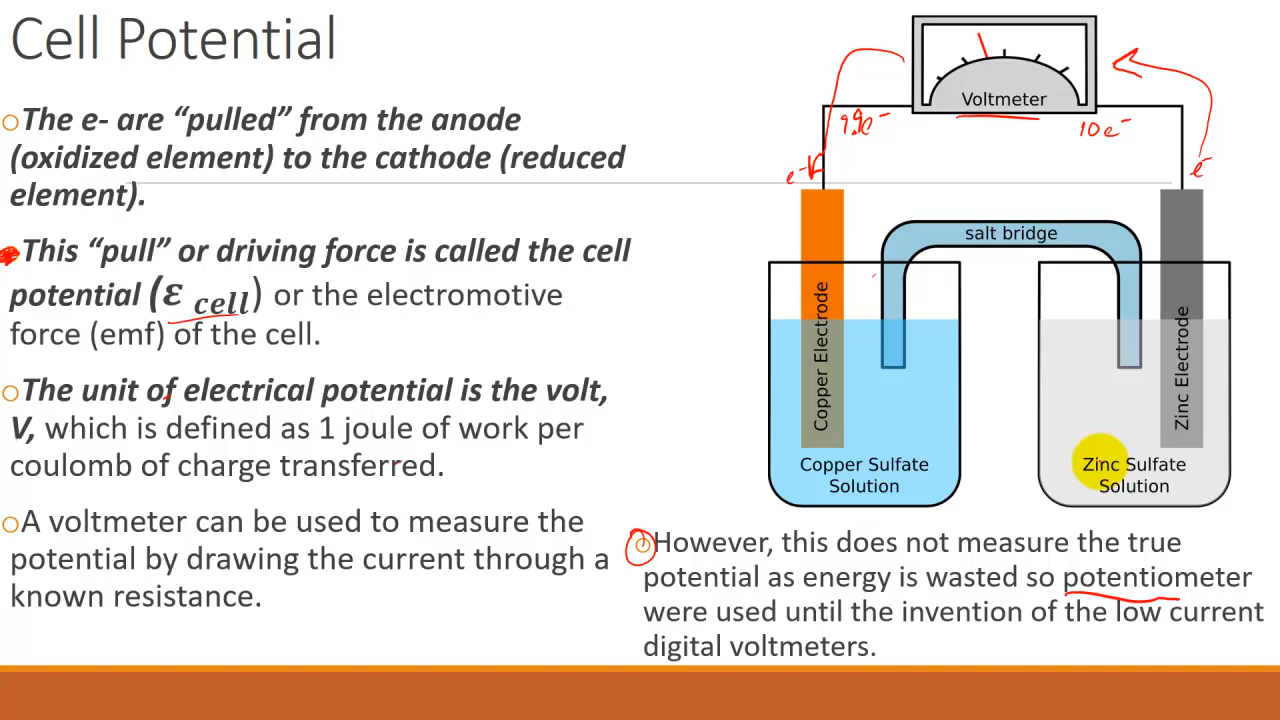 Cell Potential
The e- are “pulled” from the anode
(oxidized element) to the cathode (reduced
element).
This “pull” or driving force is called the cell
potential (ε cell) or the electromotive
force (emf) of the cell.
The unit of electrical potential is the volt,
V, which is defined as 1 joule of work per
coulomb of charge transferred.
A voltmeter can be used to measure the
potential by drawing the current through a
known resistance.
Voltmeter
9.9e-
10e-
e-
e-
salt bridge
Copper Electrode
Zinc Electrode
Copper Sulfate
Solution
Zinc Sulfate
Solution
However, this does not measure the true
potential as energy is wasted so potentiometer
were used until the invention of the low current
digital voltmeters.